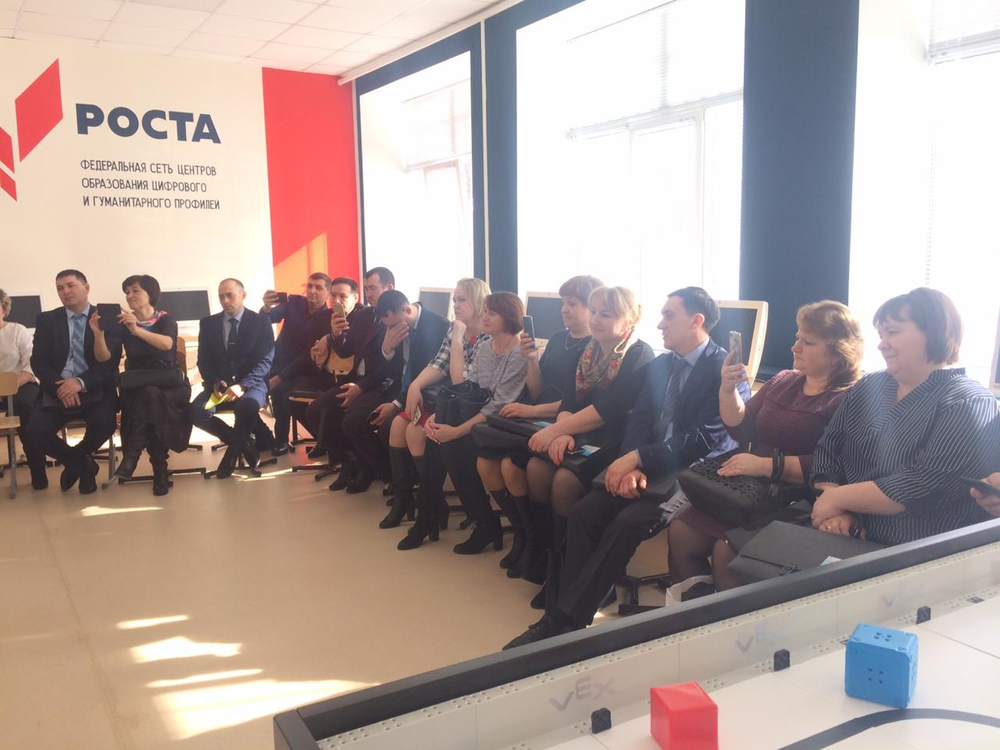 РОСТА
ФЕДЕРАЛЬНАЯ СЕТЬ ЦЕНТРОВ
ОБРАЗОВАНИЯ ЦИФРОВОГО
И ГУМАНИТАРНОГО ПРОФИЛЕЙ
VEX
VEX
VEX